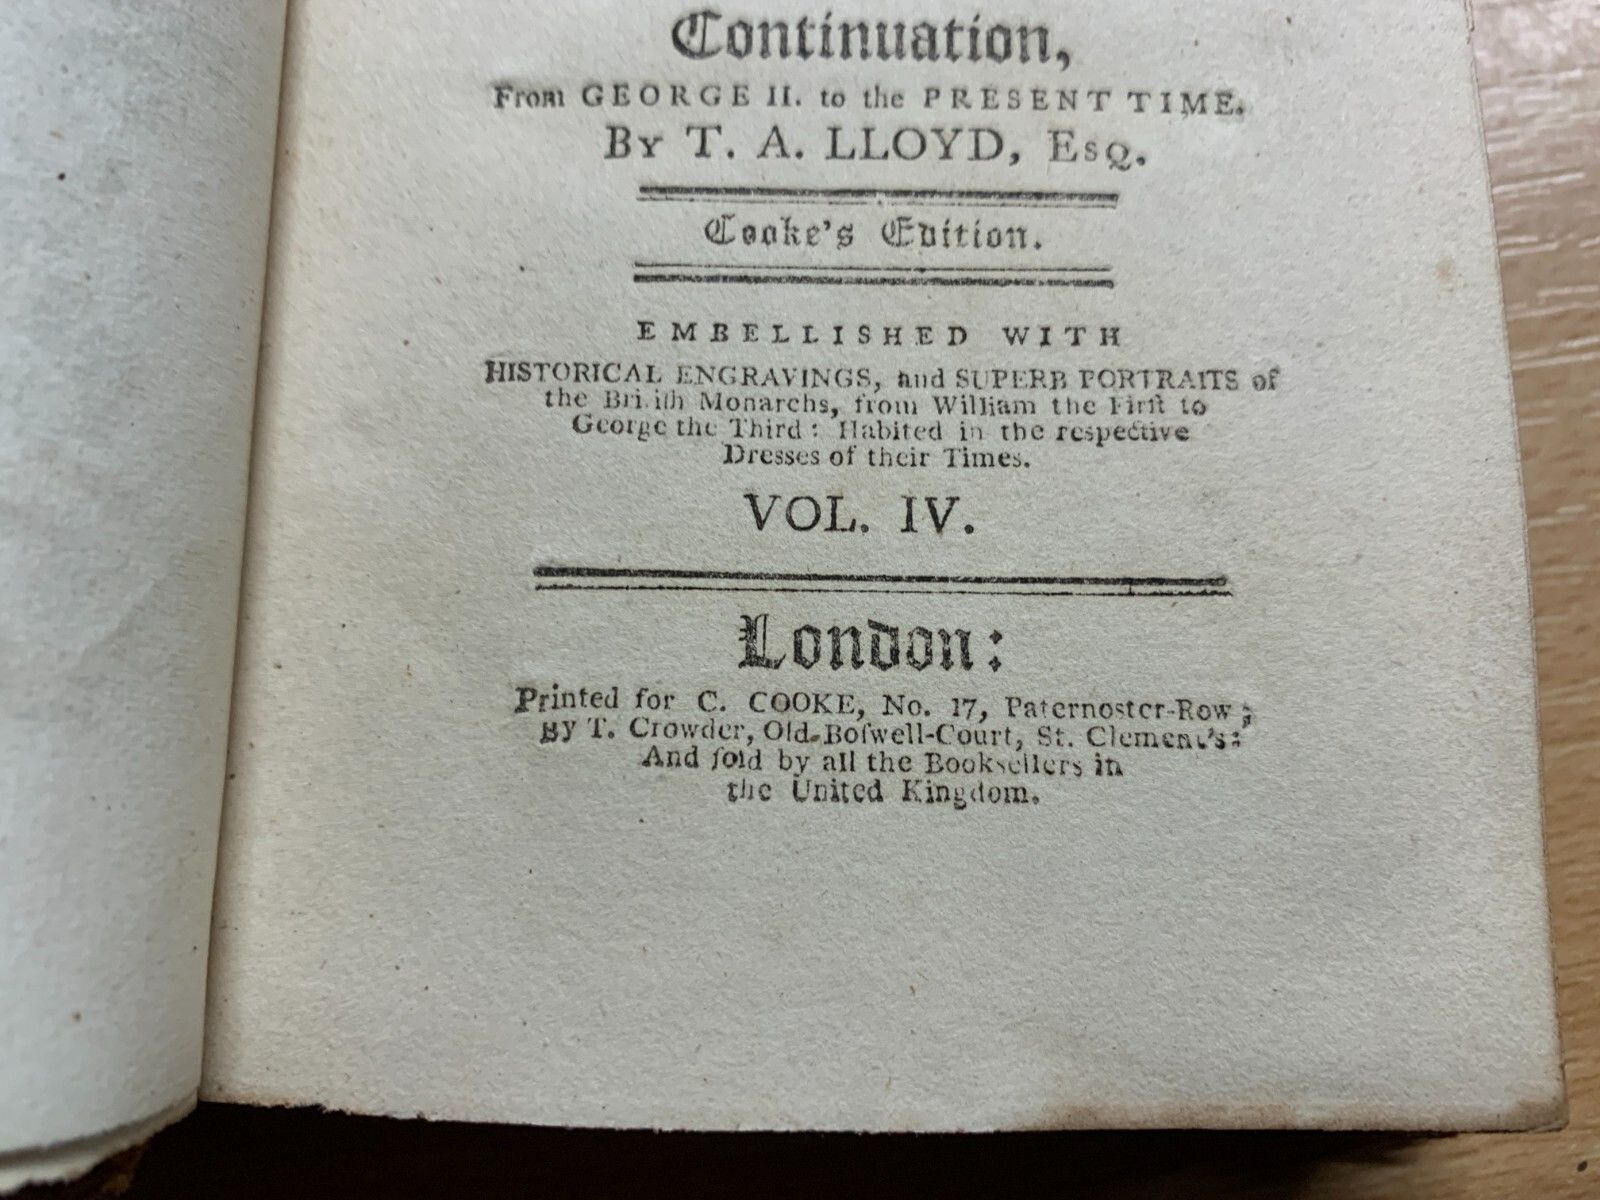 Continuation,
From GEORGE II. to the PRESENT TIME.
By T. A. LLOYD, Esq.
Cooke's Edition.
EMBELLISHED WITH
HISTORICAL ENGRAVINGS, and SUPERB PORTRAITS of
the Britiſh Monarchs, from William the Firſt to
George the Third: Habited in the respective
Dresses of their Times.
VOL. IV.
London:
Printed for C. COOKE, No. 17, Paternoster-Row;
By T. Crowder, Old-Boſwell-Court, St. Clement's:
And ſold by all the Booksellers in
the United Kingdom.